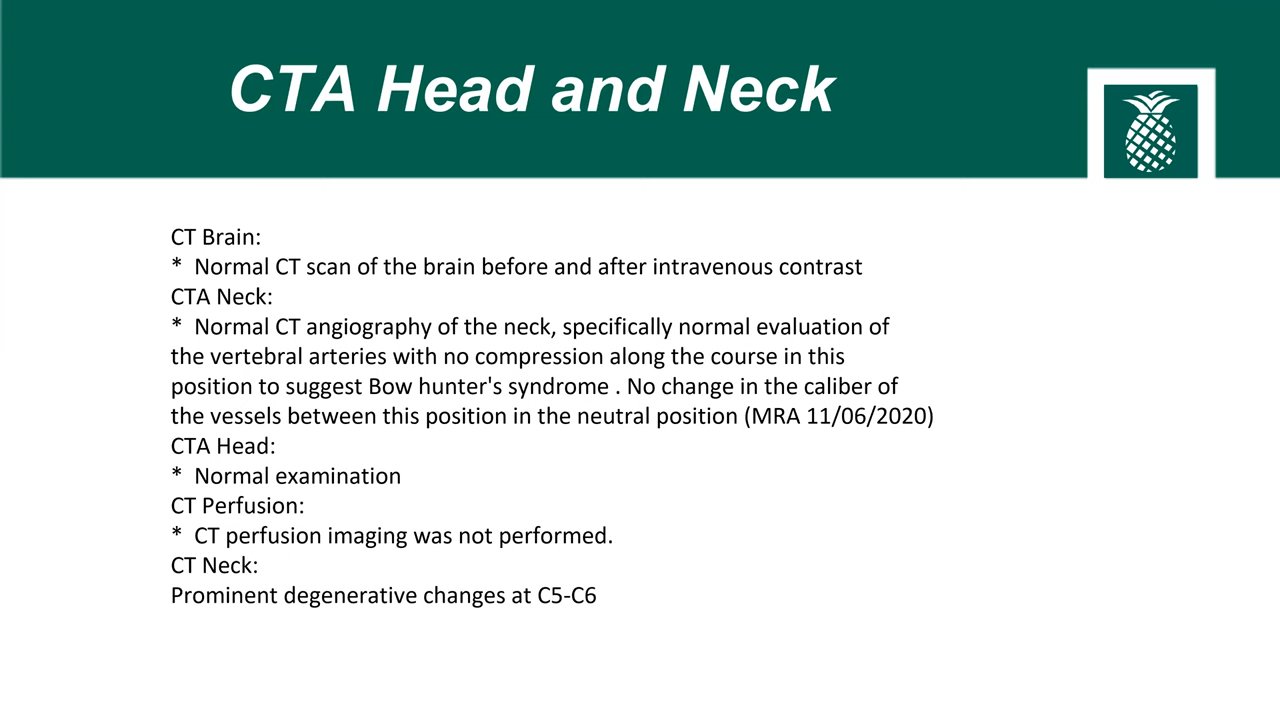 CTA Head and Neck
CT Brain:
* Normal CT scan of the brain before and after intravenous contrast
CTA Neck:
* Normal CT angiography of the neck, specifically normal evaluation of
the vertebral arteries with no compression along the course in this
position to suggest Bow hunter's syndrome . No change in the caliber of
the vessels between this position in the neutral position (MRA 11/06/2020)
CTA Head:
* Normal examination
CT Perfusion:
* CT perfusion imaging was not performed.
CT Neck:
Prominent degenerative changes at C5-C6